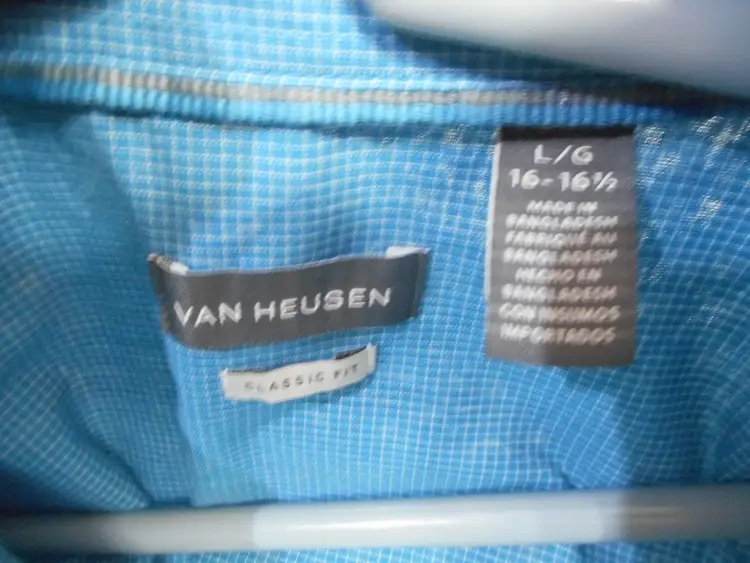 VAN HEUSEN
CLASSIC FIT
L/G
16-16½
MADE IN
BANGLADESH
FABRIQUÉ AU
BANGLADESH
HECHO EN
BANGLADESH
CON INSUMOS
IMPORTADOS